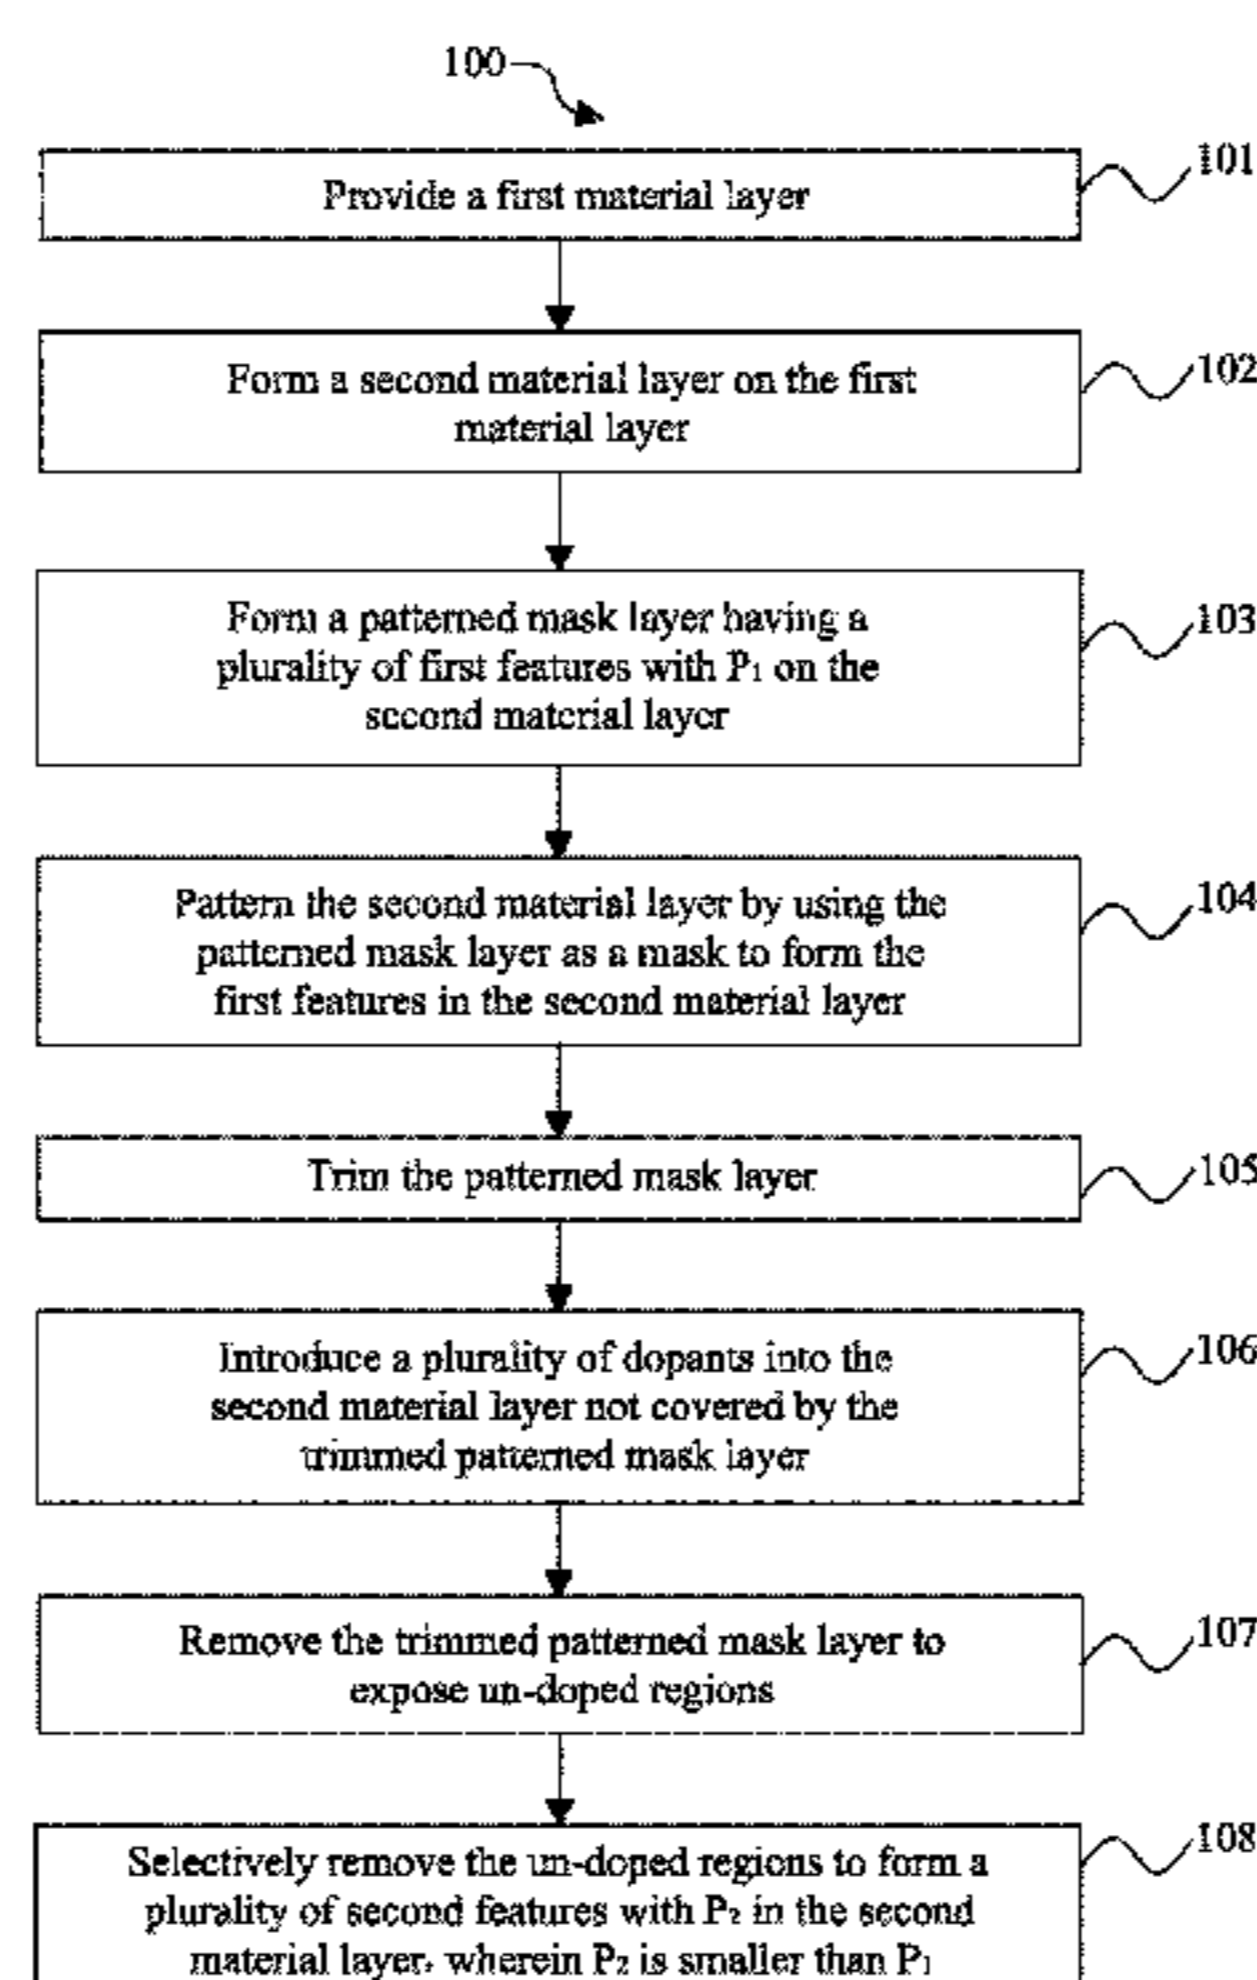 100
Provide a first material layer
101
Form a second material layer on the first
material layer
102
Form a patterned mask layer having a
plurality of first features with P₁ on the
second material layer
103
Pattern the second material layer by using the
patterned mask layer as a mask to form the
first features in the second material layer
104
Trim the patterned mask layer
105
Introduce a plurality of dopants into the
second material layer not covered by the
trimmed patterned mask layer
106
Remove the trimmed patterned mask layer to
expose un-doped regions
107
Selectively remove the un-doped regions to form a
plurality of second features with P₂ in the second
material layer, wherein P₂ is smaller than P₁
108